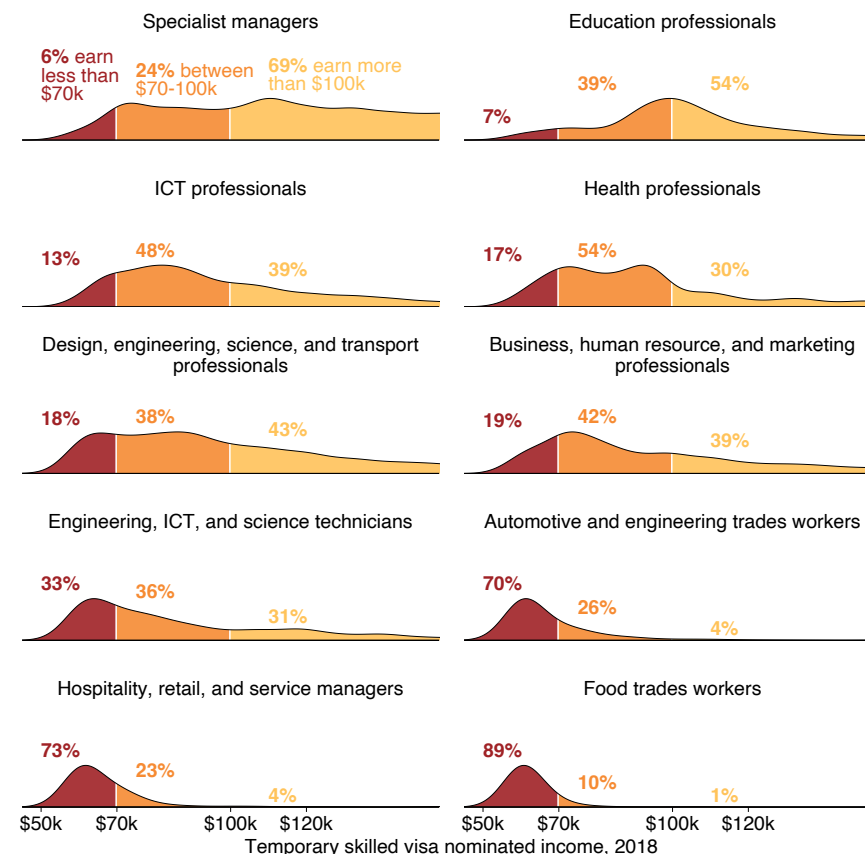 Specialist managers
6% earn
less than
$70k
24% between
$70-100k
69% earn more
than $100k
Education professionals
7%
39%
54%
ICT professionals
13%
48%
39%
Health professionals
17%
54%
30%
Design, engineering, science, and transport
professionals
18%
38%
43%
Business, human resource, and marketing
professionals
19%
42%
39%
Engineering, ICT, and science technicians
33%
36%
31%
Automotive and engineering trades workers
70%
26%
4%
Hospitality, retail, and service managers
73%
23%
4%
Food trades workers
89%
10%
1%
$50k $70k $100k $120k
$50k $70k $100k $120k
Temporary skilled visa nominated income, 2018